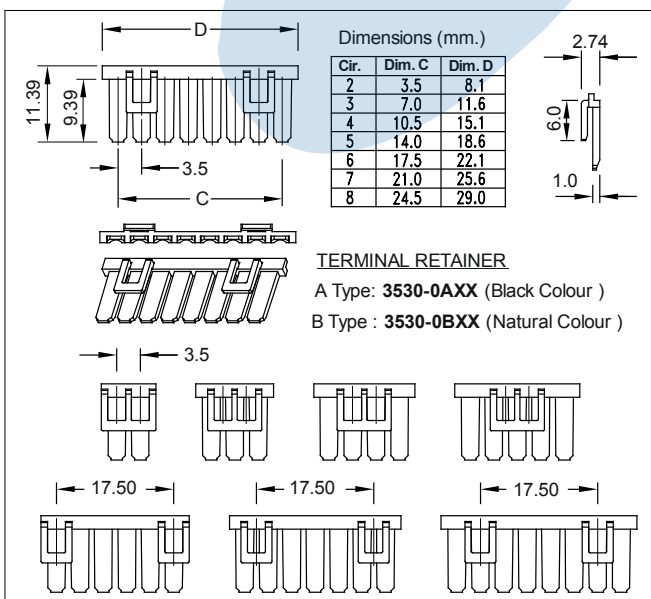 D
Dimensions (mm.)
Cir. Dim. C Dim. D
2 3.5 8.1
3 7.0 11.6
4 10.5 15.1
5 14.0 18.6
6 17.5 22.1
7 21.0 25.6
8 24.5 29.0
11.39
9.39
3.5
C
2.74
6.0
1.0
TERMINAL RETAINER
A Type: 3530-0AXX (Black Colour )
B Type : 3530-0BXX (Natural Colour )
3.5
17.50
17.50
17.50